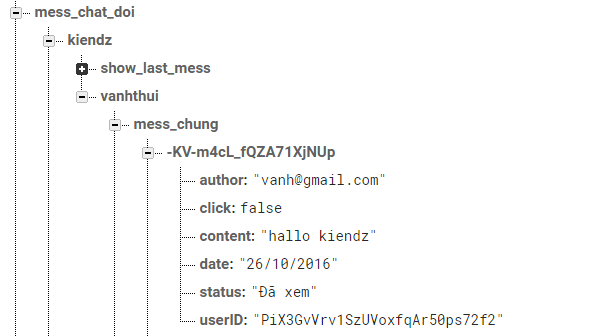 mess_chat_doi
kiendz
show_last_mess
vanhthui
mess_chung
-KV-m4cL_fQZA71XjNUp
author: "vanh@gmail.com"
click: false
content: "hallo kiendz"
date: "26/10/2016"
status: "Đã xem"
userID: "PiX3GvVrv1SzUVoxfqAr50ps72f2"